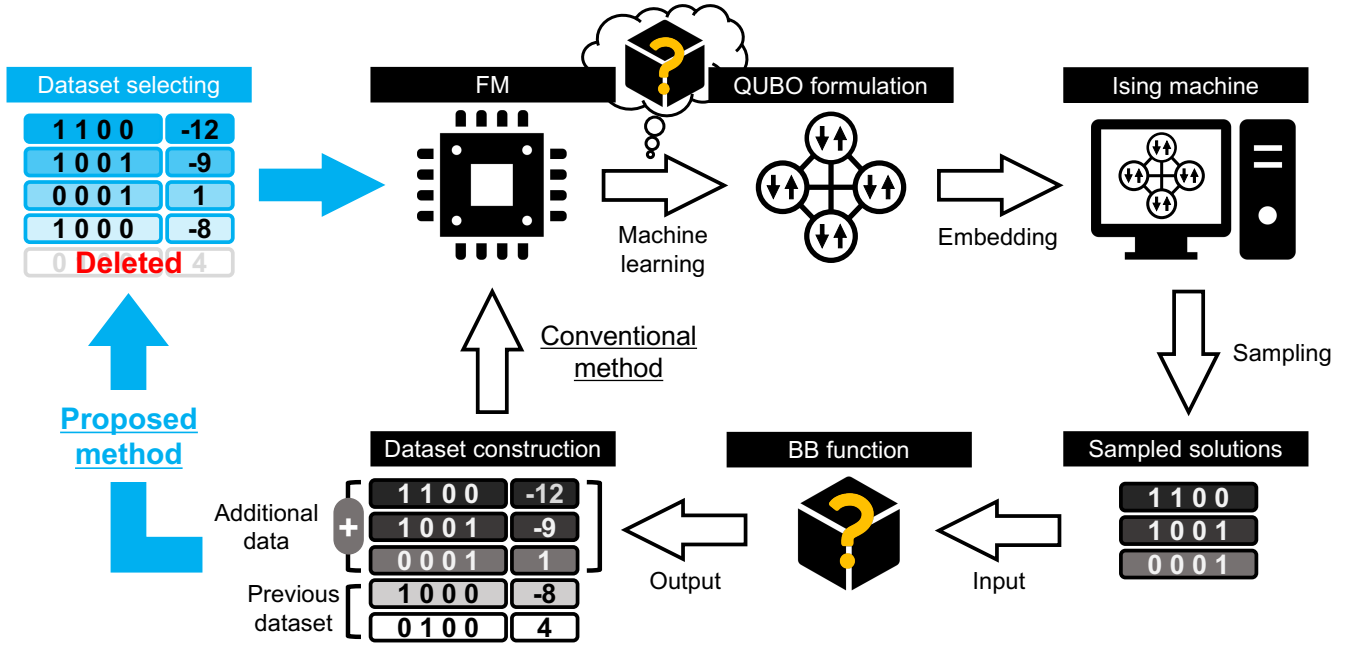 Dataset selecting
1 1 0 0 -12
1 0 0 1 -9
0 0 0 1 1
1 0 0 0 -8
0 Deleted 4
FM
?
QUBO formulation
Ising machine
Machine
learning
Embedding
Conventional
method
Sampling
Proposed
method
Dataset construction
1 1 0 0 -12
1 0 0 1 -9
0 0 0 1 1
1 0 0 0 -8
0 1 0 0 4
Additional
data
+
Previous
dataset
Output
BB function
?
Input
Sampled solutions
1 1 0 0
1 0 0 1
0 0 0 1